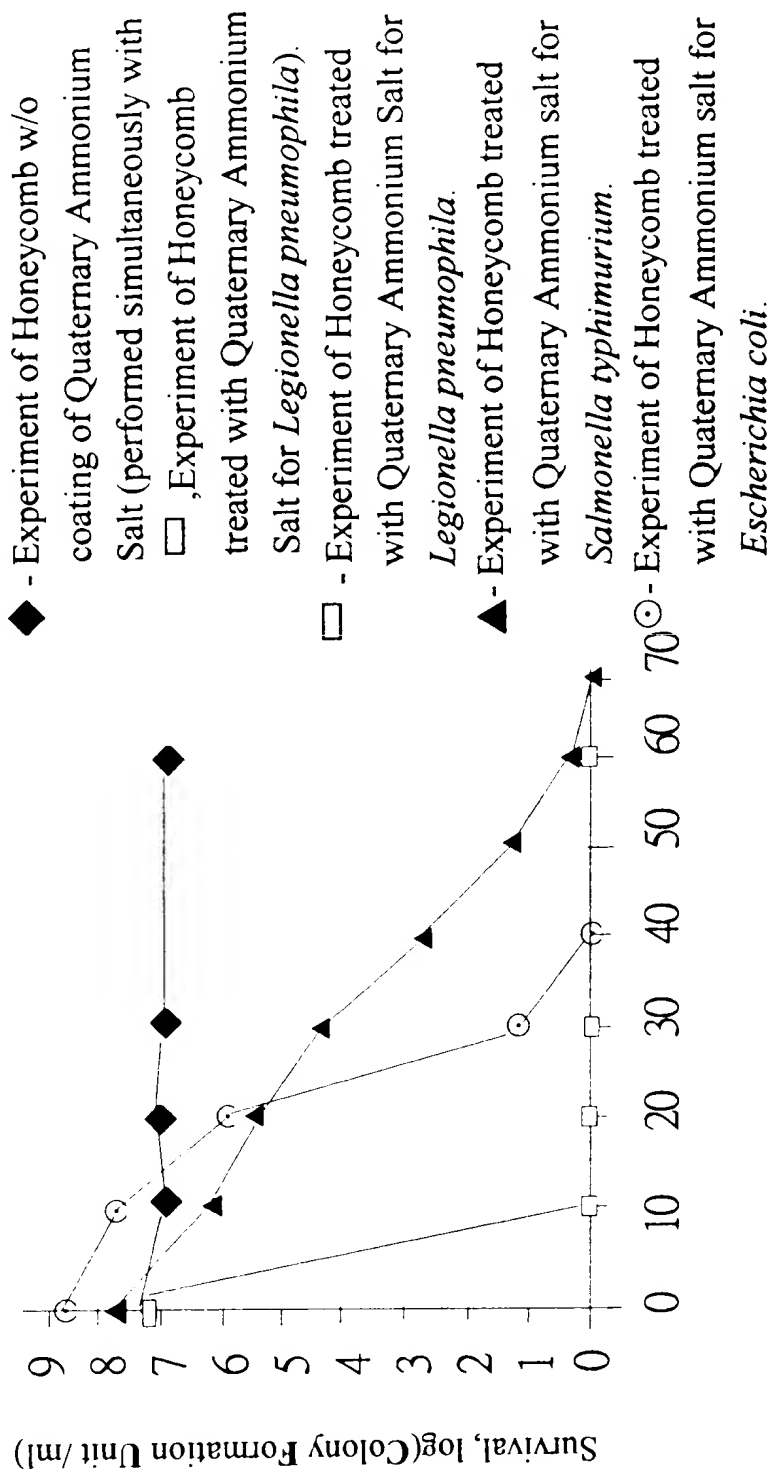 Survival, log(Colony Formation Unit/ml)
9
8
7
6
5
4
3
2
1
0
0
10
20
30
40
50
60
70
- Experiment of Honeycomb w/o
coating of Quaternary Ammonium
Salt (performed simultaneously with
,Experiment of Honeycomb
treated with Quaternary Ammonium
Salt for Legionella pneumophila).
- Experiment of Honeycomb treated
with Quaternary Ammonium Salt for
Legionella pneumophila.
- Experiment of Honeycomb treated
with Quaternary Ammonium salt for
Salmonella typhimurium.
- Experiment of Honeycomb treated
with Quaternary Ammonium salt for
Escherichia coli.